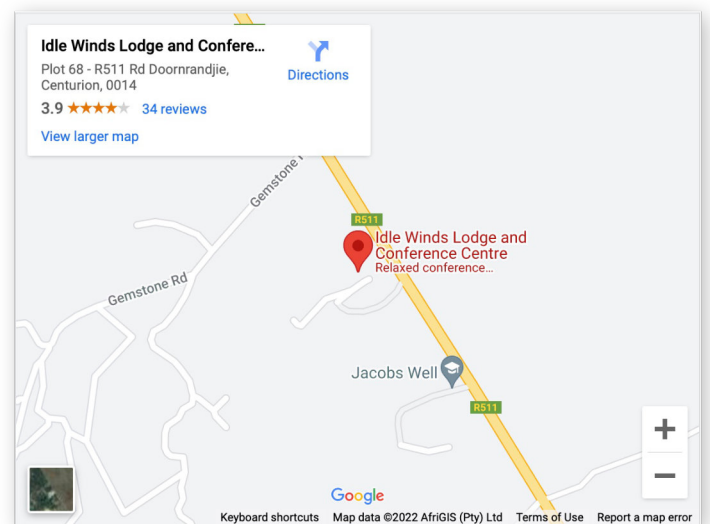 Idle Winds Lodge and Confere...
Plot 68 - R511 Rd Doornrandjie,
Centurion, 0014
3.9
34 reviews
View larger map
Directions
Gemstone
R511
Idle Winds Lodge and
Conference Centre
Relaxed conference...
Gemstone Rd
Jacobs Well
R511
+
−
Google
Keyboard shortcuts Map data ©2022 AfriGIS (Pty) Ltd Terms of Use Report a map error